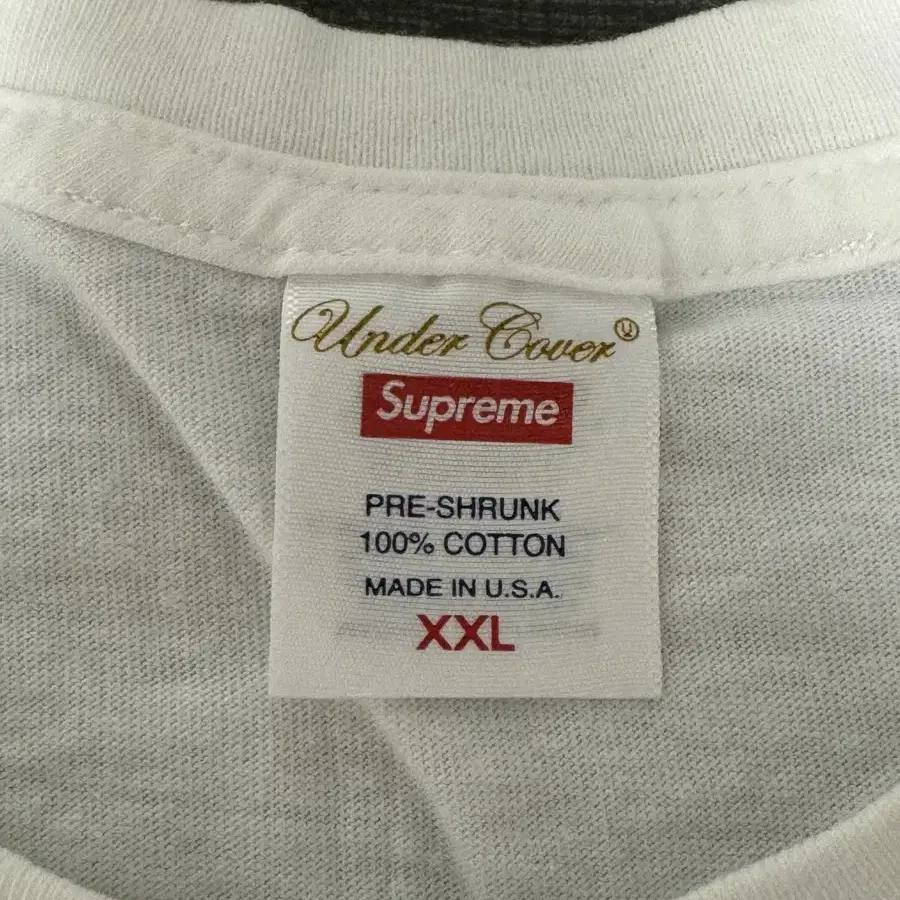 Under Cover Ⓤ
Supreme
PRE-SHRUNK
100% COTTON
MADE IN U.S.A.
XXL